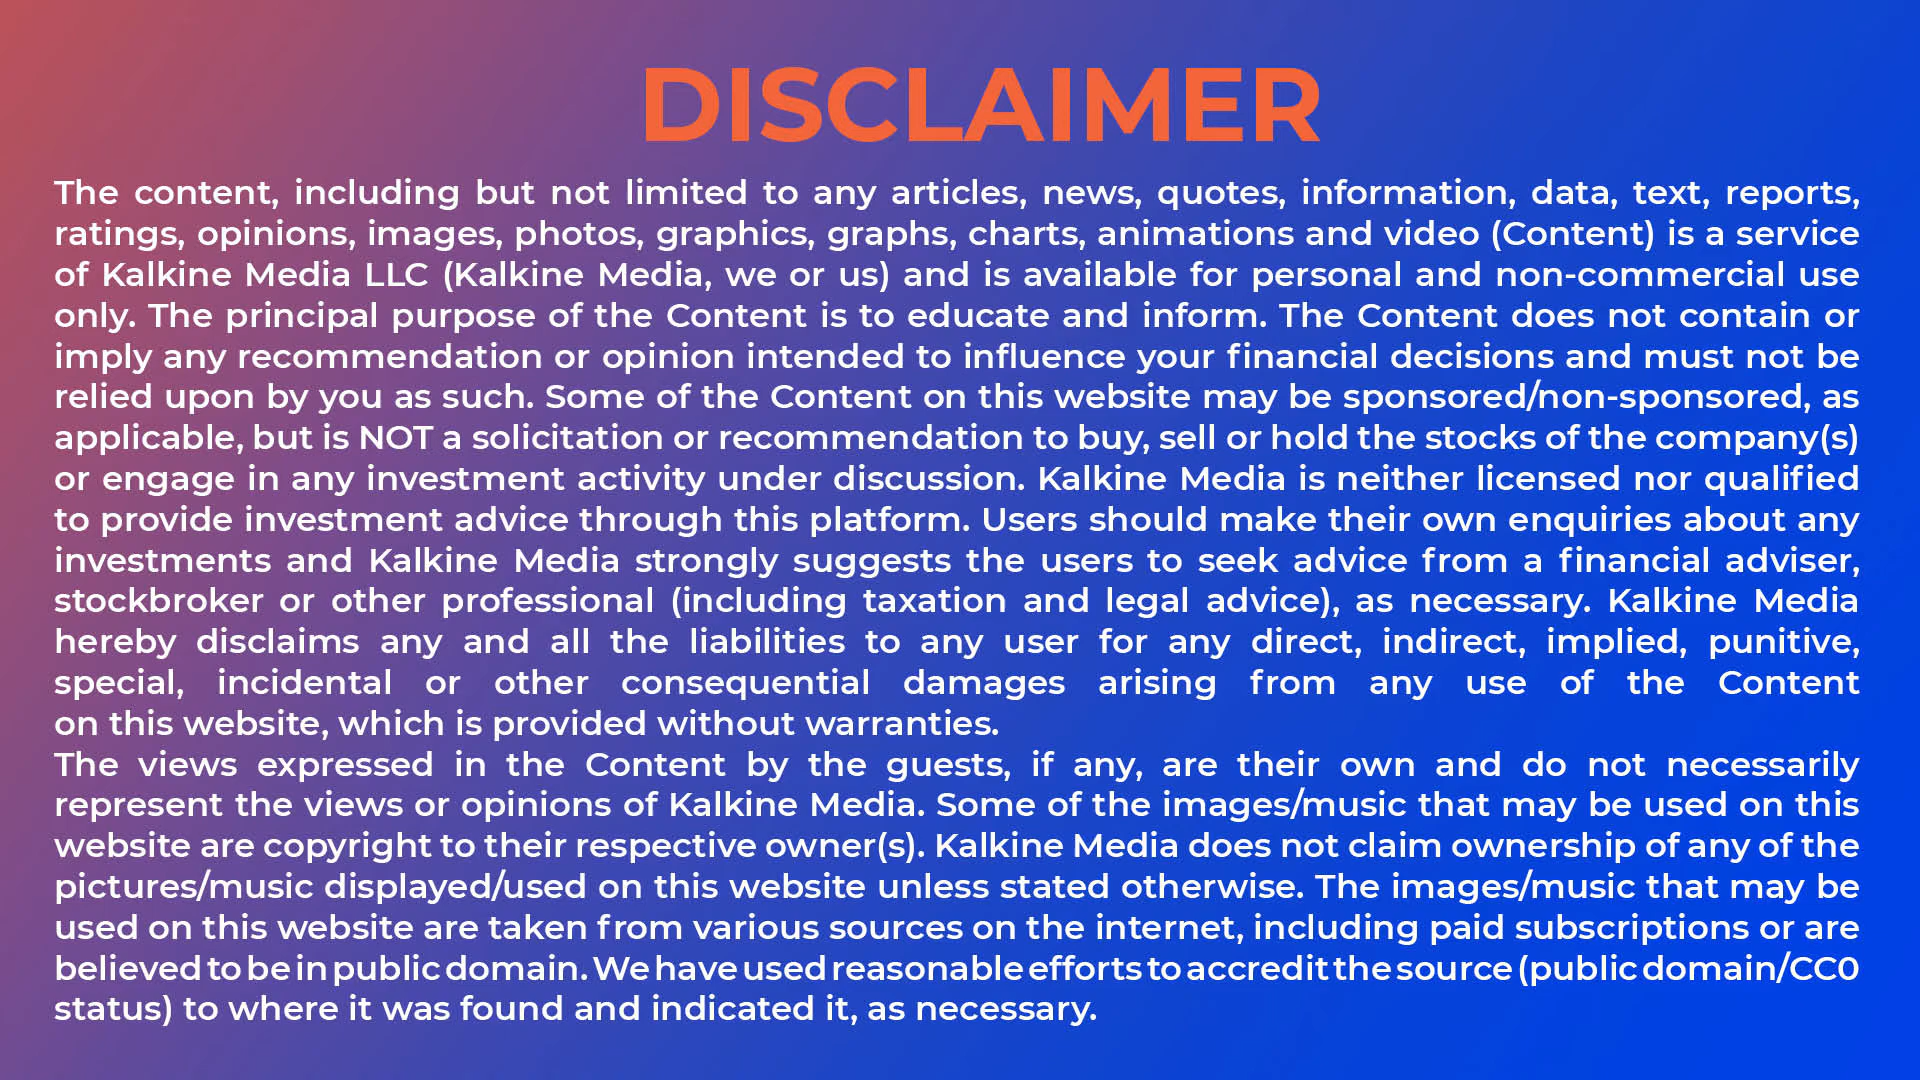 DISCLAIMER
The content, including but not limited to any articles, news, quotes, information, data, text, reports,
ratings, opinions, images, photos, graphics, graphs, charts, animations and video (Content) is a service
of Kalkine Media LLC (Kalkine Media, we or us) and is available for personal and non-commercial use
only. The principal purpose of the Content is to educate and inform. The Content does not contain or
imply any recommendation or opinion intended to influence your financial decisions and must not be
relied upon by you as such. Some of the Content on this website may be sponsored/non-sponsored, as
applicable, but is NOT a solicitation or recommendation to buy, sell or hold the stocks of the company(s)
or engage in any investment activity under discussion. Kalkine Media is neither licensed nor qualified
to provide investment advice through this platform. Users should make their own enquiries about any
investments and Kalkine Media strongly suggests the users to seek advice from a financial adviser,
stockbroker or other professional (including taxation and legal advice), as necessary. Kalkine Media
hereby disclaims any and all the liabilities to any user for any direct, indirect, implied, punitive,
special, incidental or other consequential damages arising from any use of the Content
on this website, which is provided without warranties.
The views expressed in the Content by the guests, if any, are their own and do not necessarily
represent the views or opinions of Kalkine Media. Some of the images/music that may be used on this
website are copyright to their respective owner(s). Kalkine Media does not claim ownership of any of the
pictures/music displayed/used on this website unless stated otherwise. The images/music that may be
used on this website are taken from various sources on the internet, including paid subscriptions or are
believed to be in public domain. We have used reasonable efforts to accredit the source (public domain/CC0
status) to where it was found and indicated it, as necessary.